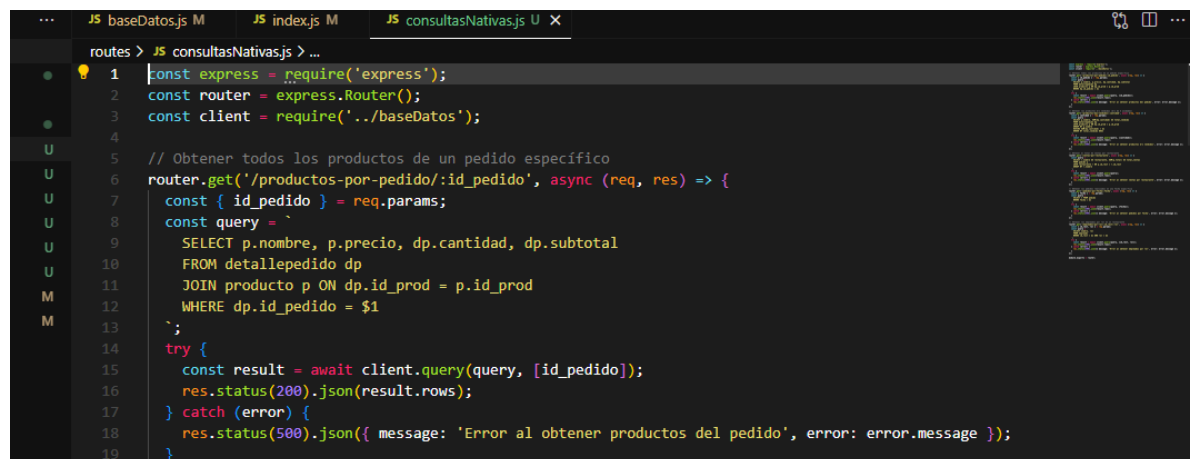 ··· JS baseDatos.js M JS index.js M JS consultasNativas.js U X ···
routes > JS consultasNativas.js > ...
1 const express = require('express');
2 const router = express.Router();
3 const client = require('../baseDatos');
4
U 5 // Obtener todos los productos de un pedido específico
U 6 router.get('/productos-por-pedido/:id_pedido', async (req, res) => {
U 7 const { id_pedido } = req.params;
U 8 const query = `
U 9 SELECT p.nombre, p.precio, dp.cantidad, dp.subtotal
U 10 FROM detallepedido dp
M 11 JOIN producto p ON dp.id_prod = p.id_prod
M 12 WHERE dp.id_pedido = $1
13 `;
14 try {
15 const result = await client.query(query, [id_pedido]);
16 res.status(200).json(result.rows);
17 } catch (error) {
18 res.status(500).json({ message: 'Error al obtener productos del pedido', error: error.message });
19 }